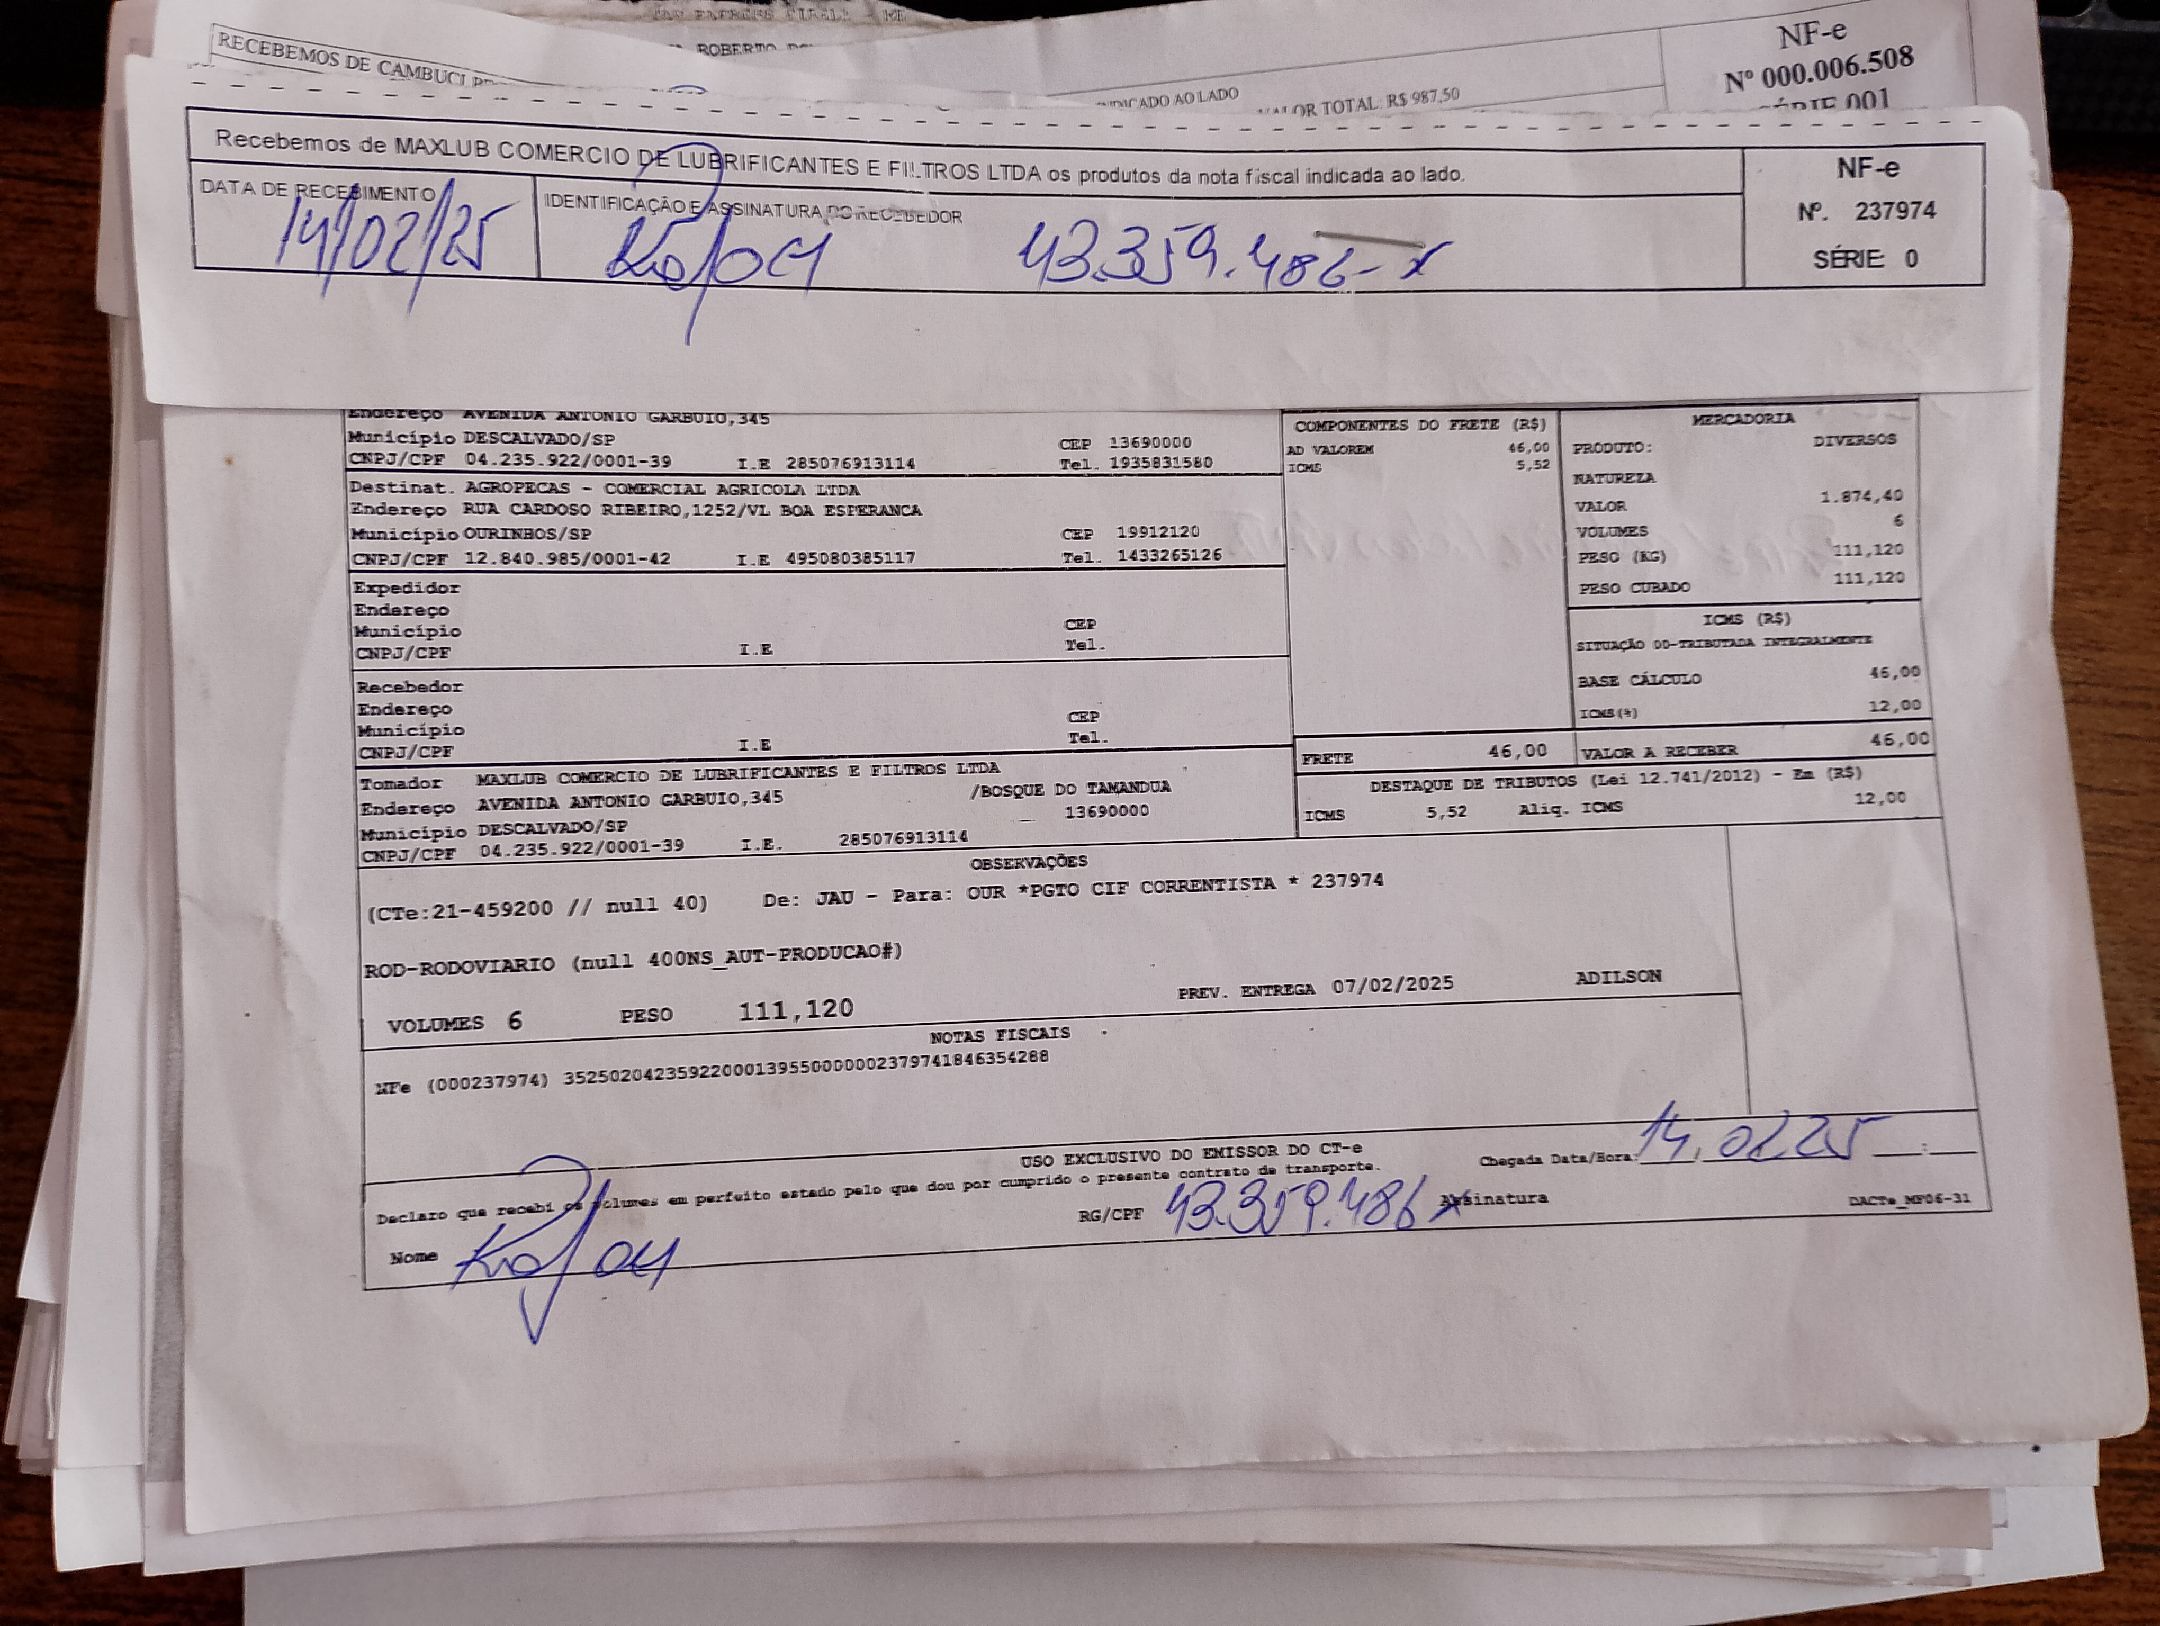 RECEBEMOS DE CAMBUCI
ROBERTO
INDICADO AO LADO
VALOR TOTAL: R$ 987,50
NF-e
Nº 000.006.508
SÉRIE 001
Recebemos de MAXLUB COMERCIO DE LUBRIFICANTES E FILTROS LTDA os produtos da nota fiscal indicada ao lado.
DATA DE RECEBIMENTO
14/02/25
IDENTIFICAÇÃO E ASSINATURA DO RECEBEDOR
43.359.486-x
NF-e
Nº. 237974
SÉRIE 0
Endereço AVENIDA ANTONIO GARBUIO,345
Município DESCALVADO/SP CEP 13690000
CNPJ/CPF 04.235.922/0001-39 I.E 285076913114 Tel. 1935831580
Destinat. AGROPECAS - COMERCIAL AGRICOLA LTDA
Endereço RUA CARDOSO RIBEIRO,1252/VL BOA ESPERANCA
Município OURINHOS/SP CEP 19912120
CNPJ/CPF 12.840.985/0001-42 I.E 495080385117 Tel. 1433265126
Expedidor
Endereço
Município CEP
CNPJ/CPF I.E Tel.
Recebedor
Endereço
Município CEP
CNPJ/CPF I.E Tel.
Tomador MAXLUB COMERCIO DE LUBRIFICANTES E FILTROS LTDA
Endereço AVENIDA ANTONIO GARBUIO,345 /BOSQUE DO TAMANDUA
Município DESCALVADO/SP 13690000
CNPJ/CPF 04.235.922/0001-39 I.E. 285076913114
COMPONENTES DO FRETE (R$)
AD VALOREM 46,00
ICMS 5,52
MERCADORIA
PRODUTO: DIVERSOS
NATUREZA
VALOR 1.874,40
VOLUMES 6
PESO (KG) 111,120
PESO CUBADO 111,120
ICMS (R$)
SITUAÇÃO 00-TRIBUTADA INTEGRALMENTE
BASE CÁLCULO 46,00
ICMS(%) 12,00
FRETE 46,00
VALOR A RECEBER 46,00
DESTAQUE DE TRIBUTOS (Lei 12.741/2012) - Em (R$)
ICMS 5,52 Aliq. ICMS 12,00
OBSERVAÇÕES
(CTe:21-459200 // null 40) De: JAU - Para: OUR *PGTO CIF CORRENTISTA * 237974
ROD-RODOVIARIO (null 400NS_AUT-PRODUCAO#)
VOLUMES 6 PESO 111,120 PREV. ENTREGA 07/02/2025 ADILSON
NOTAS FISCAIS
NFe (000237974) 35250204235922000139550000002379741846354288
USO EXCLUSIVO DO EMISSOR DO CT-e
Declaro que recebi os volumes em perfeito estado pelo que dou por cumprido o presente contrato de transporte.
Chegada Data/Hora: 14, 02 25 :
Nome
RG/CPF 43.359.486 x
Assinatura
DACTe_MF06-31